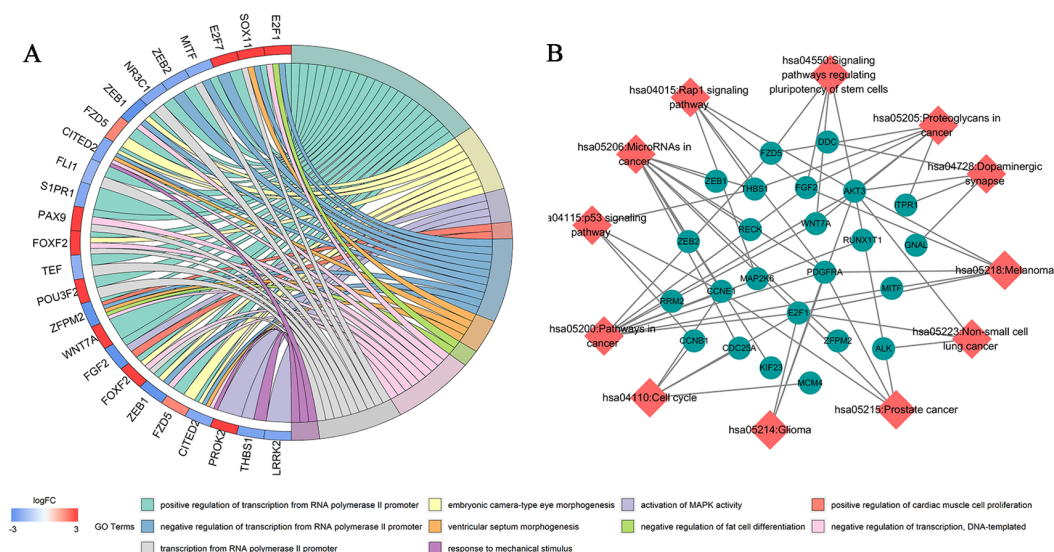 A
E2F1
SOX11
E2F7
MITF
ZEB2
NR3C1
ZEB1
FZD5
CITED2
FLI1
S1PR1
PAX9
FOXF2
TEF
POU3F2
ZFPM2
WNT7A
FGF2
FOXF2
ZEB1
FZD5
CITED2
PROK2
THBS1
LRRK2
B
hsa04550:Signaling
pathways regulating
pluripotency of stem cells
hsa04015:Rap1 signaling
pathway
hsa05205:Proteoglycans in
cancer
hsa05206:MicroRNAs in
cancer
hsa04728:Dopaminergic
synapse
a04115:p53 signaling
pathway
hsa05218:Melanoma
hsa05200:Pathways in
cancer
hsa05223:Non-small cell
lung cancer
hsa04110:Cell cycle
hsa05215:Prostate cancer
hsa05214:Glioma
FZD5
DDC
ZEB1
THBS1
FGF2
AKT3
ITPR1
RECK
WNT7A
ZEB2
RUNX1T1
GNAL
MAP2K6
PDGFRA
CCNE1
MITF
RRM2
E2F1
CCNB1
CDC25A
ZFPM2
ALK
KIF23
MCM4
logFC
-3
3
GO Terms
positive regulation of transcription from RNA polymerase II promoter
embryonic camera-type eye morphogenesis
activation of MAPK activity
positive regulation of cardiac muscle cell proliferation
negative regulation of transcription from RNA polymerase II promoter
ventricular septum morphogenesis
negative regulation of fat cell differentiation
negative regulation of transcription, DNA-templated
transcription from RNA polymerase II promoter
response to mechanical stimulus